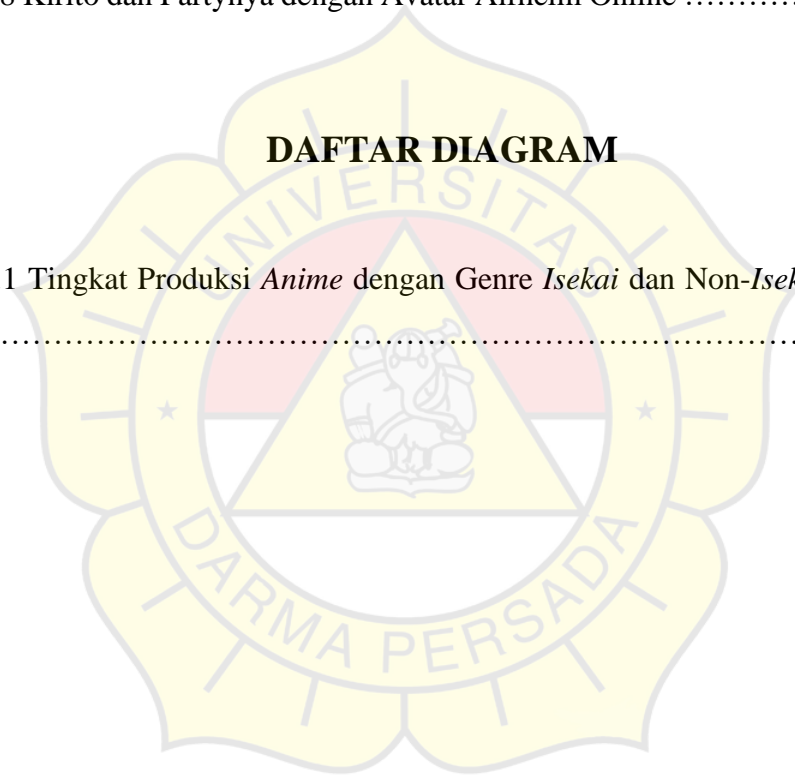 8 Kirito dan Partynya dengan Avatar Alfheim Online ………….
DAFTAR DIAGRAM
UNIVERSITAS
1 Tingkat Produksi Anime dengan Genre Isekai dan Non-Isek
………………………………………………………………………….
DARMA PERSADA